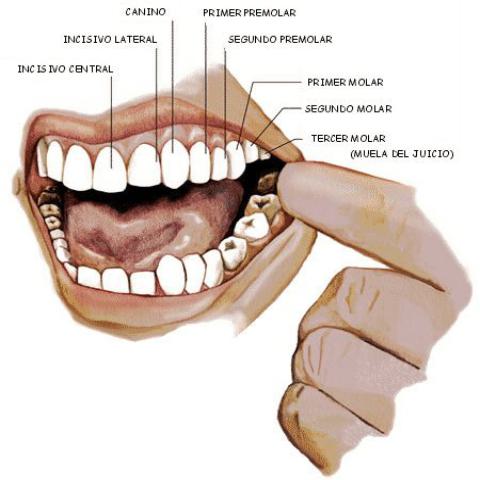 CANINO
PRIMER PREMOLAR
INCISIVO LATERAL
SEGUNDO PREMOLAR
INCISIVO CENTRAL
PRIMER MOLAR
SEGUNDO MOLAR
TERCER MOLAR
(MUELA DEL JUICIO)